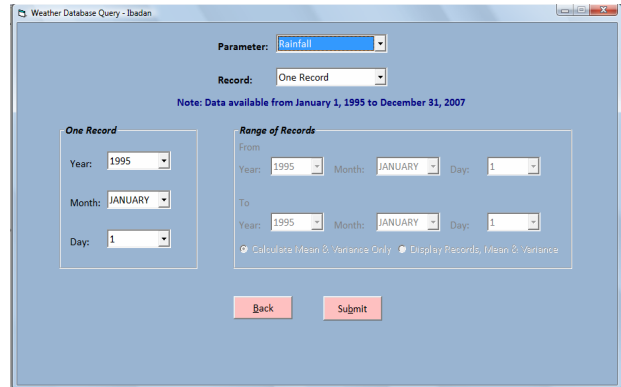 Weather Database Query - Ibadan
Parameter: Rainfall
Record: One Record
Note: Data available from January 1, 1995 to December 31, 2007
One Record
Year: 1995
Month: JANUARY
Day: 1
Range of Records
From
Year: 1995 Month: JANUARY Day: 1
To
Year: 1995 Month: JANUARY Day: 1
Calculate Mean & Variance Only Display Records, Mean & Variance
Back Submit